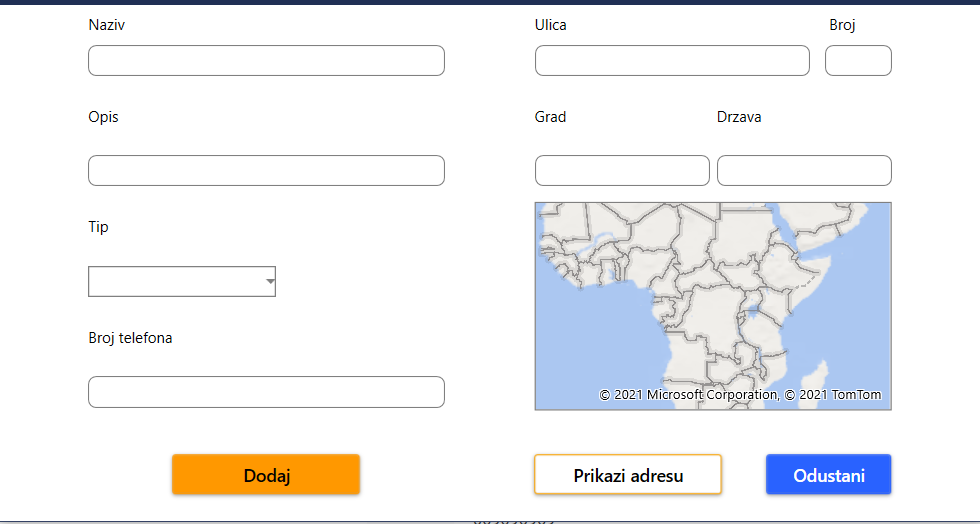 Naziv
Ulica
Broj
Opis
Grad
Drzava
Tip
Broj telefona
© 2021 Microsoft Corporation, © 2021 TomTom
Dodaj
Prikazi adresu
Odustani